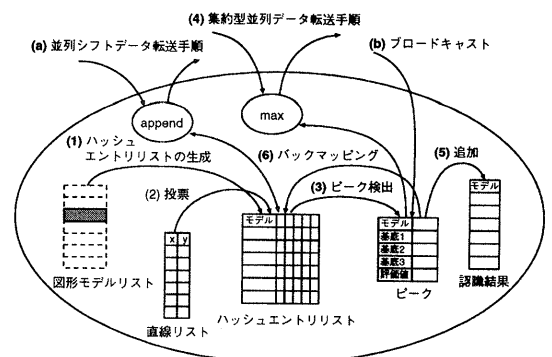 (4) 集約型並列データ転送手順
(a) 並列シフトデータ転送手順
(b) ブロードキャスト
append
max
(1) ハッシュ
エントリリストの生成
(6) バックマッピング
(5) 追加
(2) 投票
(3) ピーク検出
モデル
x y
モデル
モデル
基底1
基底2
基底3
評価値
図形モデルリスト
直線リスト
ハッシュエントリリスト
ピーク
認識結果